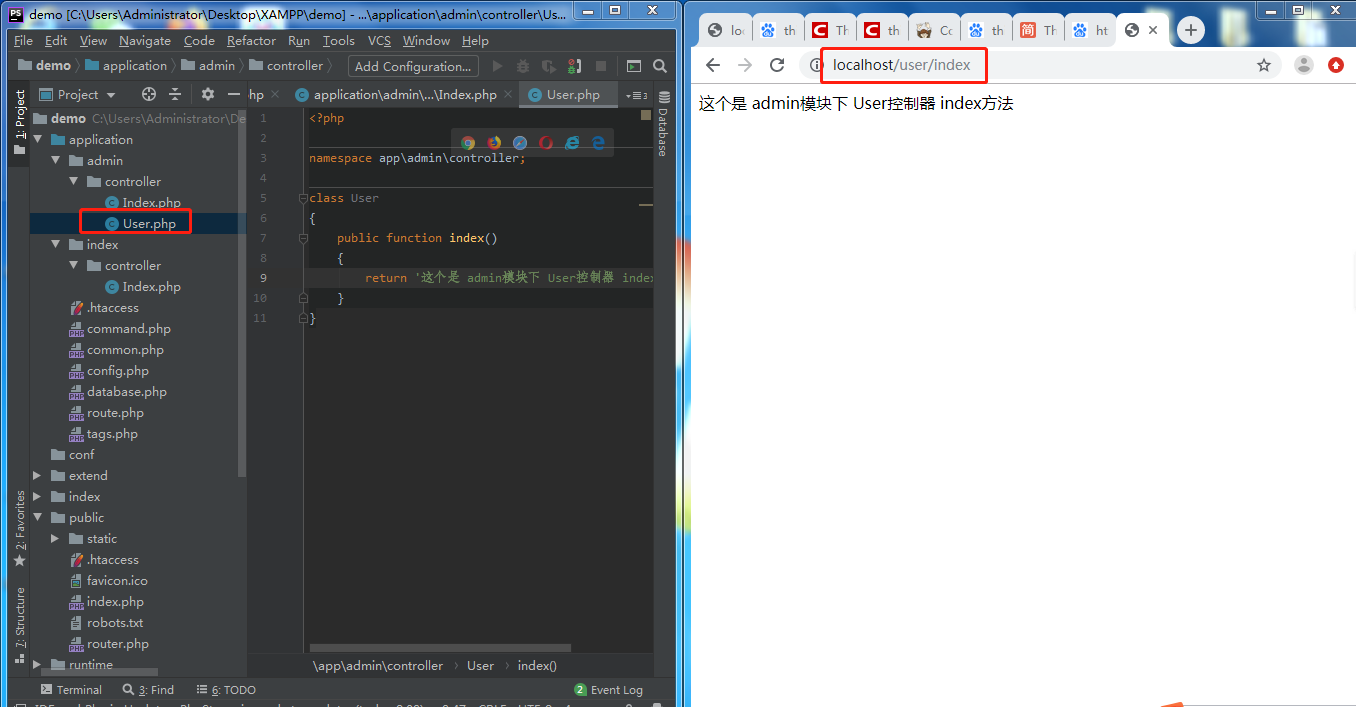 demo [C:\Users\Administrator\Desktop\XAMPP\demo] - ...\application\admin\controller\Us...
File Edit View Navigate Code Refactor Run Tools VCS Window Help
demo application admin controller Add Configuration...
Project
hp
application\admin\...\Index.php
User.php
1: Project
2: Favorites
7: Structure
Database
demo C:\Users\Administrator\De
application
admin
controller
Index.php
User.php
index
controller
Index.php
.htaccess
command.php
common.php
config.php
database.php
route.php
tags.php
conf
extend
index
public
static
.htaccess
favicon.ico
index.php
robots.txt
router.php
runtime
1 <?php
2
3 namespace app\admin\controller;
4
5 class User
6 {
7 public function index()
8 {
9 return '这个是 admin模块下 User控制器 index
10 }
11 }
\app\admin\controller User index()
Terminal 3: Find 6: TODO 2 Event Log
loc th Th th Cc th Th ht
localhost/user/index
这个是 admin模块下 User控制器 index方法